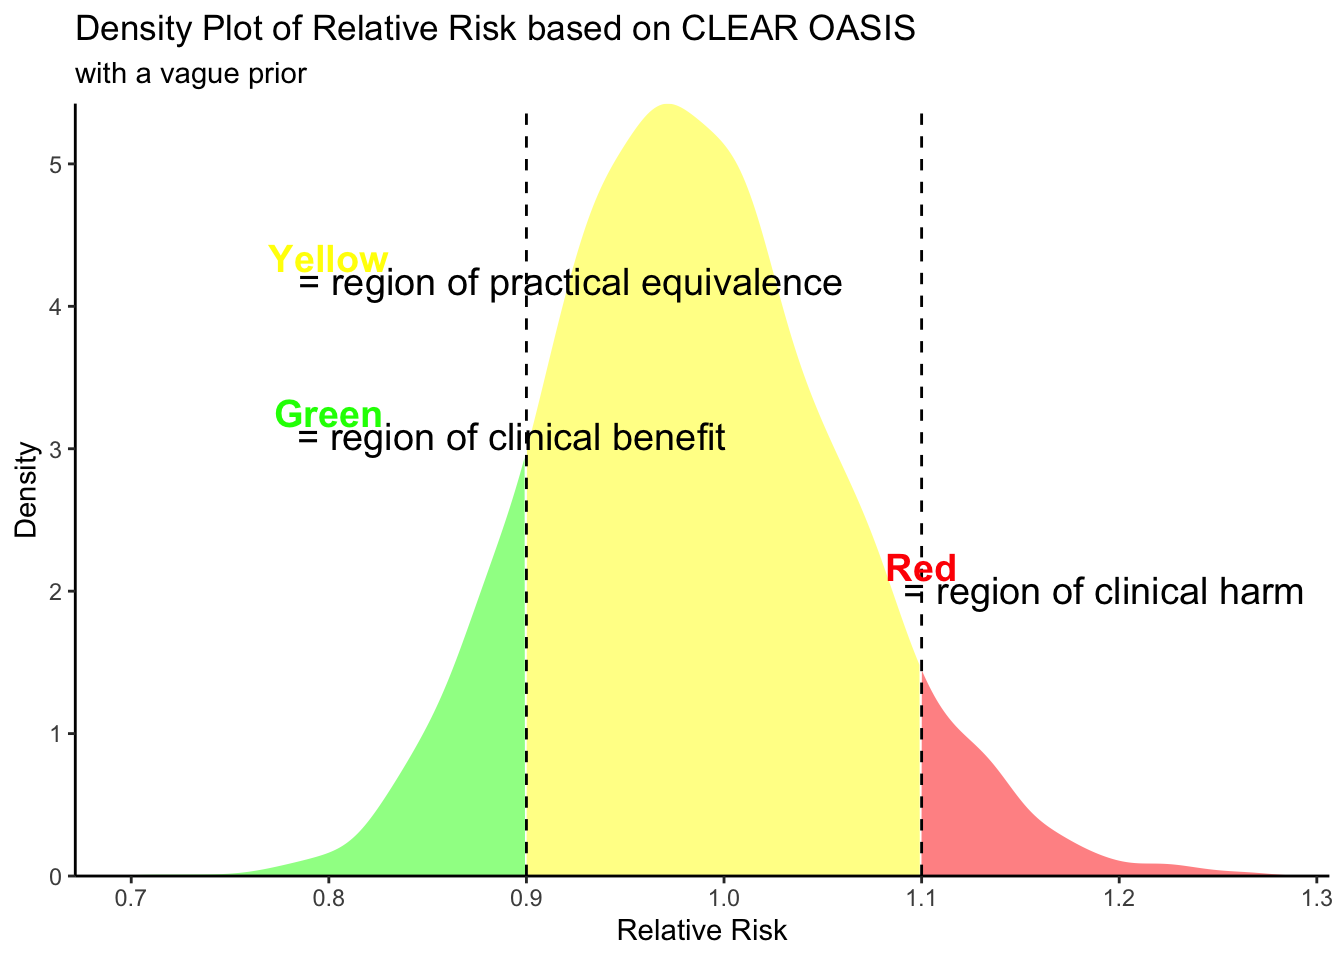 Density Plot of Relative Risk based on CLEAR OASIS
with a vague prior
5
Yellow
= region of practical equivalence
4
Green
= region of clinical benefit
3
Density
Red
= region of clinical harm
2
1
0
0.7 0.8 0.9 1.0 1.1 1.2 1.3
Relative Risk